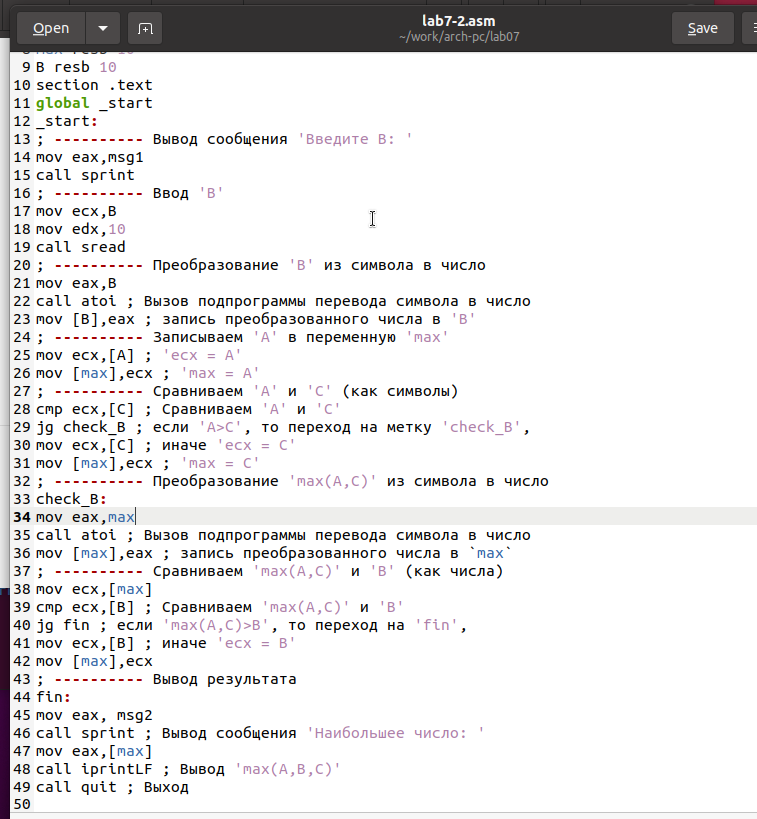 Open
lab7-2.asm
~/work/arch-pc/lab07
Save
9 B resb 10
10 section .text
11 global _start
12 _start:
13 ; ---------- Вывод сообщения 'Введите B: '
14 mov eax,msg1
15 call sprint
16 ; ---------- Ввод 'B'
17 mov ecx,B
18 mov edx,10
19 call sread
20 ; ---------- Преобразование 'B' из символа в число
21 mov eax,B
22 call atoi ; Вызов подпрограммы перевода символа в число
23 mov [B],eax ; запись преобразованного числа в 'B'
24 ; ---------- Записываем 'A' в переменную 'max'
25 mov ecx,[A] ; 'ecx = A'
26 mov [max],ecx ; 'max = A'
27 ; ---------- Сравниваем 'A' и 'С' (как символы)
28 cmp ecx,[C] ; Сравниваем 'A' и 'С'
29 jg check_B ; если 'A>C', то переход на метку 'check_B',
30 mov ecx,[C] ; иначе 'ecx = C'
31 mov [max],ecx ; 'max = C'
32 ; ---------- Преобразование 'max(A,C)' из символа в число
33 check_B:
34 mov eax,max
35 call atoi ; Вызов подпрограммы перевода символа в число
36 mov [max],eax ; запись преобразованного числа в `max`
37 ; ---------- Сравниваем 'max(A,C)' и 'B' (как числа)
38 mov ecx,[max]
39 cmp ecx,[B] ; Сравниваем 'max(A,C)' и 'B'
40 jg fin ; если 'max(A,C)>B', то переход на 'fin',
41 mov ecx,[B] ; иначе 'ecx = B'
42 mov [max],ecx
43 ; ---------- Вывод результата
44 fin:
45 mov eax, msg2
46 call sprint ; Вывод сообщения 'Наибольшее число: '
47 mov eax,[max]
48 call iprintLF ; Вывод 'max(A,B,C)'
49 call quit ; Выход
50